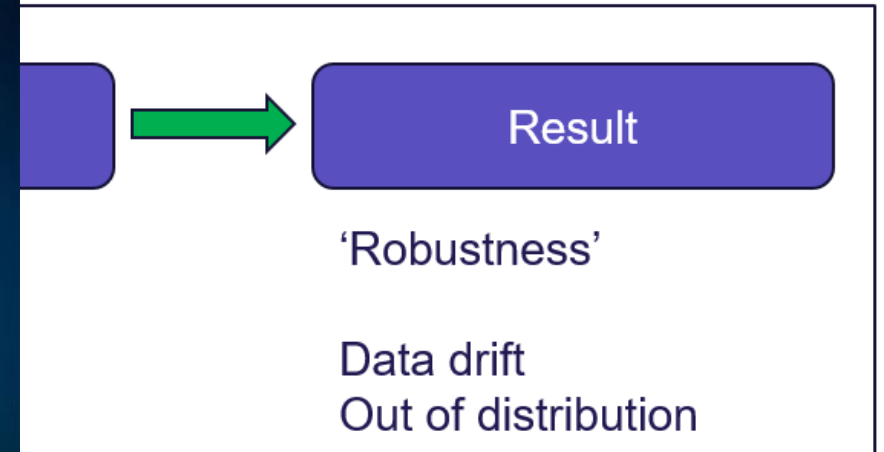 Result
‘Robustness’
Data drift
Out of distribution